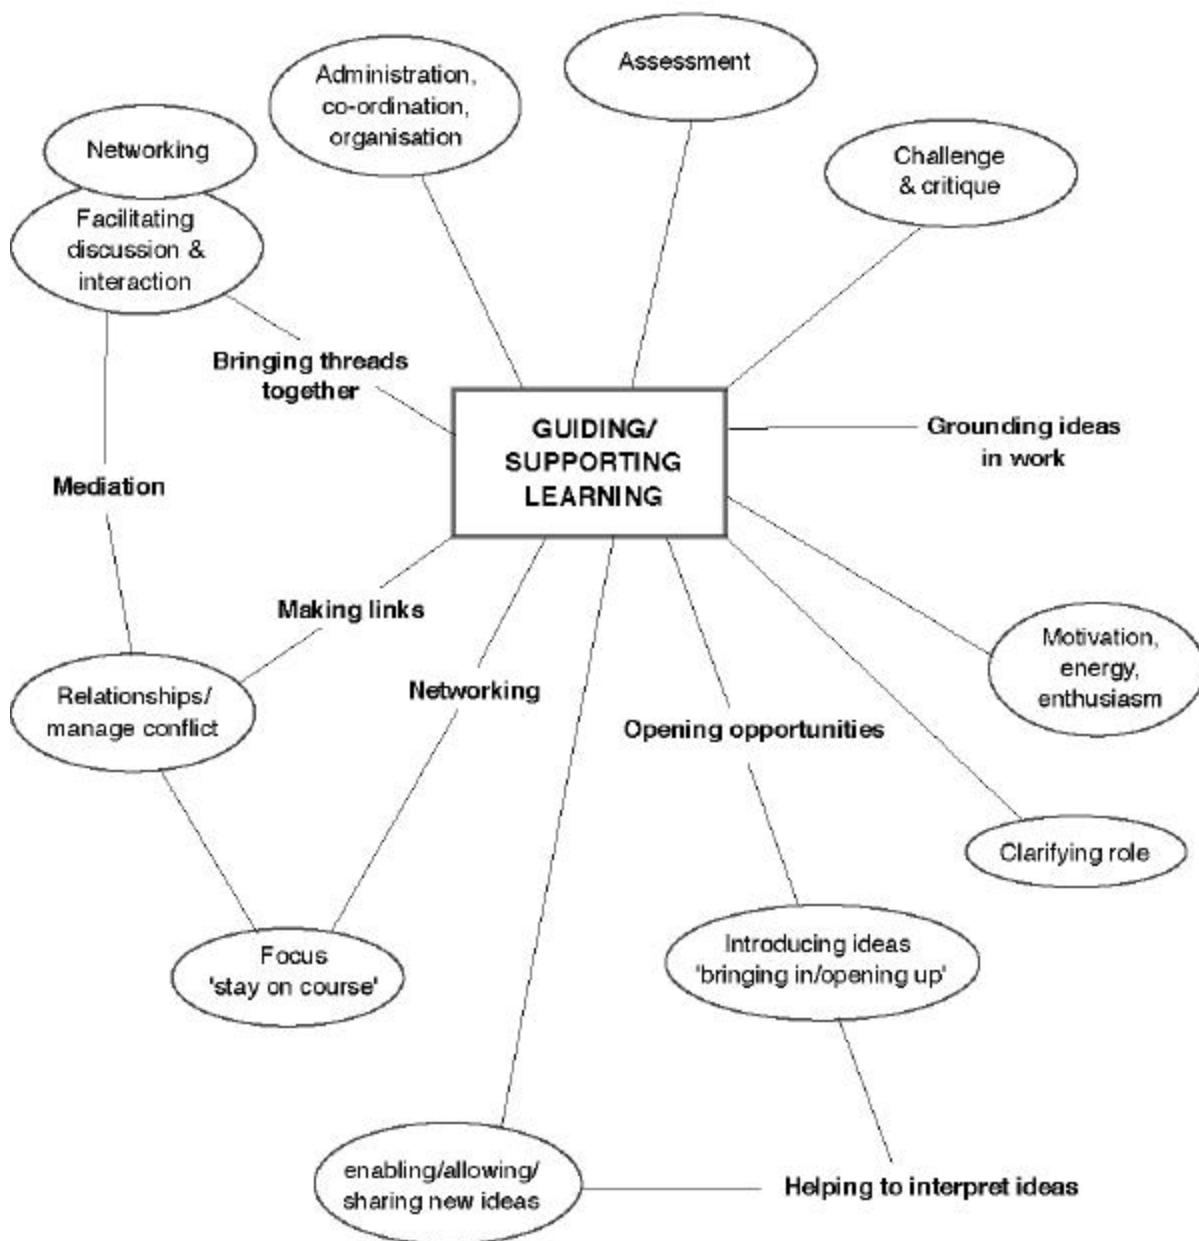 Assessment
Administration,
co-ordination,
organisation
Networking
Challenge
& critique
Facilitating
discussion &
interaction
Bringing threads
together
GUIDING/
SUPPORTING
LEARNING
Grounding ideas
in work
Mediation
Making links
Networking
Motivation,
energy,
enthusiasm
Relationships/
manage conflict
Opening opportunities
Clarifying role
Focus
'stay on course'
Introducing ideas
'bringing in/opening up'
enabling/allowing/
sharing new ideas
Helping to interpret ideas